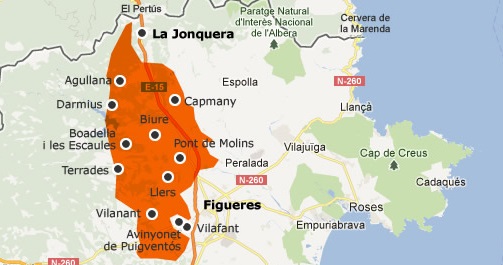 El Pertús
Paratge Natural
d'Interès Nacional
de l'Albera
Cervera de
la Marenda
La Jonquera
Agullana
Espolla
N-260
E-15
Darmius
Capmany
Llançá
Biure
Boadella
i les Escaules
Pont de Molins
Vilajuïga
Peralada
Cap de Creus
Terrades
Llers
N-260
Cadaqués
Vilanant
Figueres
Roses
Avinyonet
de Puigventós
Vilafant
Empuriabrava
N-260